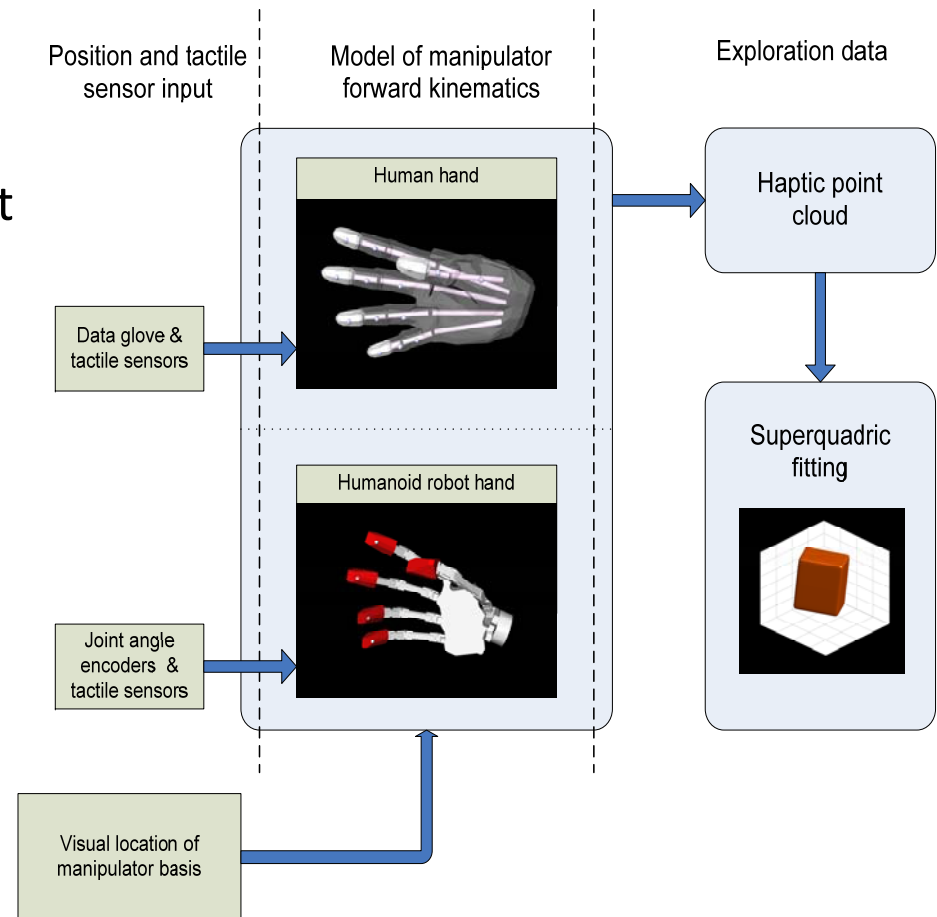 Position and tactile
sensor input
Model of manipulator
forward kinematics
Exploration data
t
Human hand
Haptic point
cloud
Data glove &
tactile sensors
Superquadric
fitting
Humanoid robot hand
Joint angle
encoders &
tactile sensors
Visual location of
manipulator basis